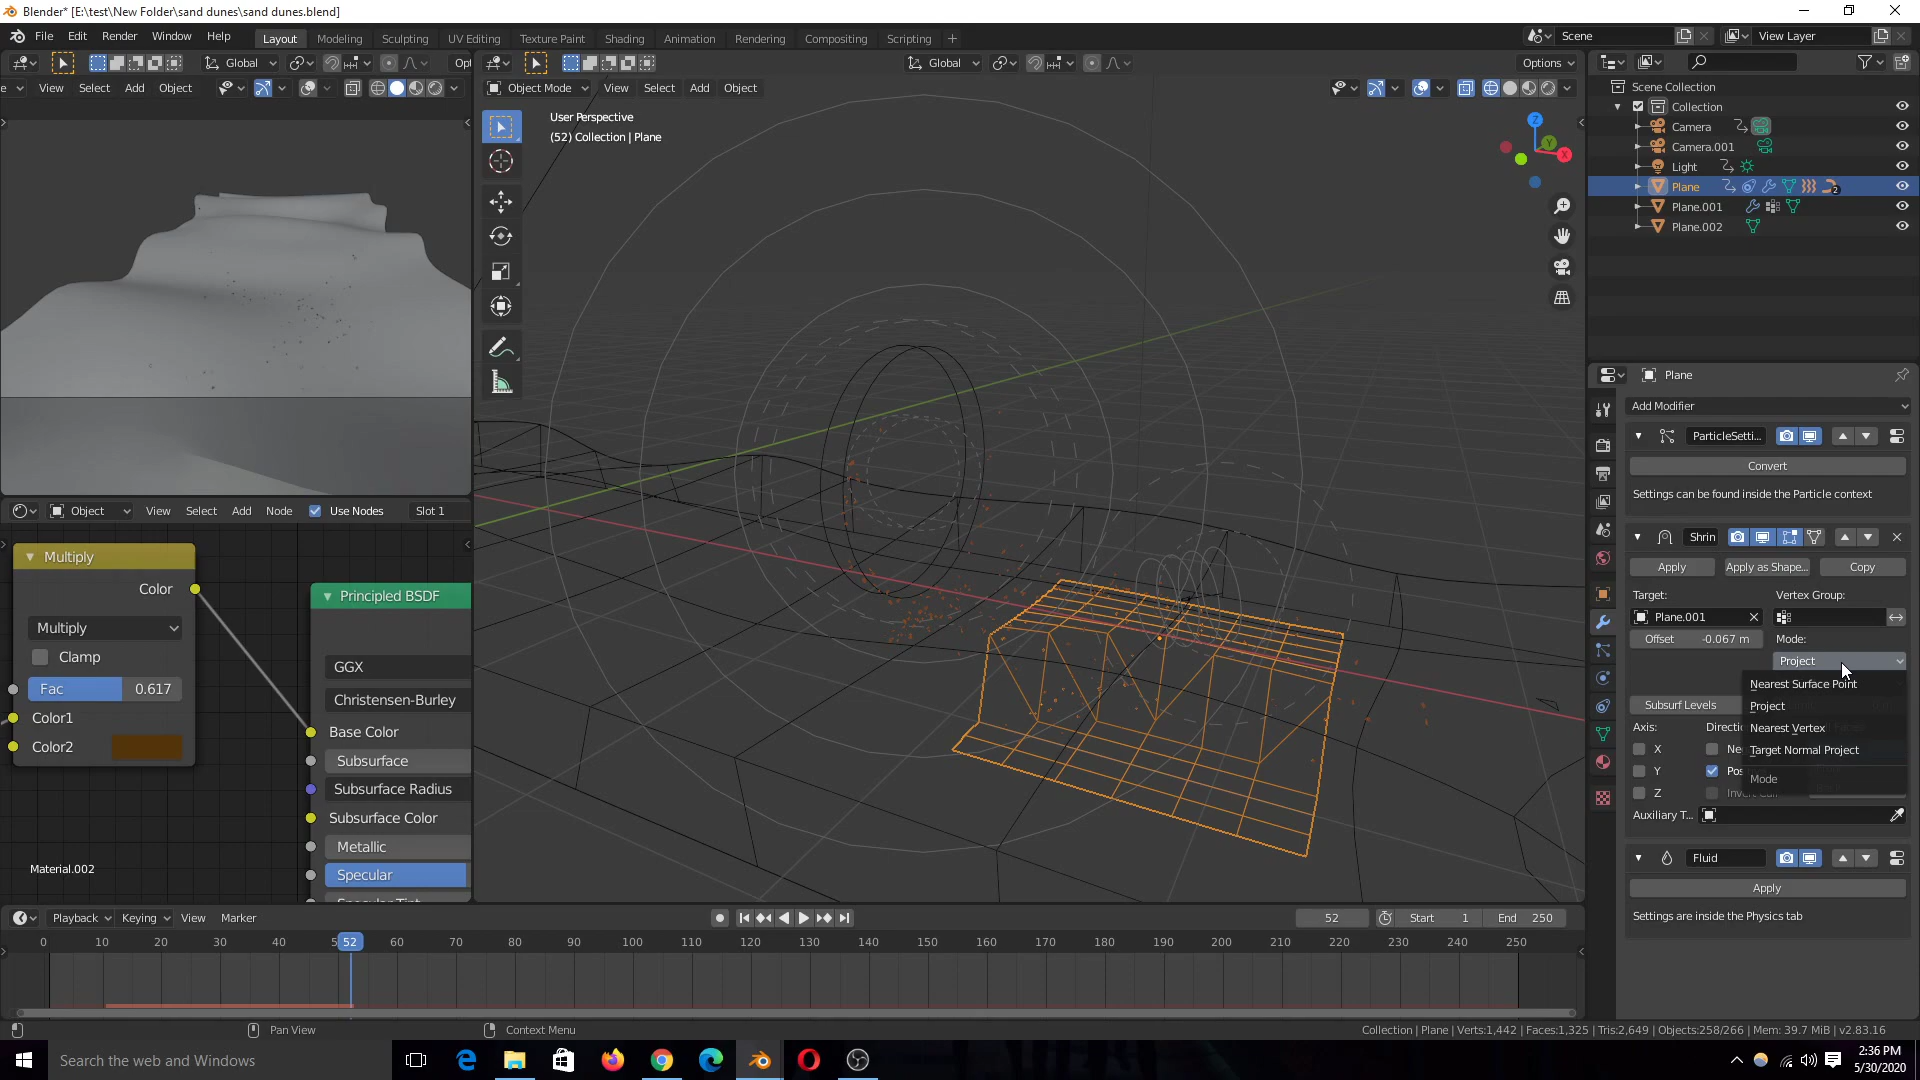 Blender* [E:\test\New Folder\sand dunes\sand dunes.blend]
File Edit Render Window Help Layout Modeling Sculpting UV Editing Texture Paint Shading Animation Rendering Compositing Scripting + Scene View Layer
Global Opt Global Options
View Select Add Object Object Mode View Select Add Object
User Perspective
(52) Collection | Plane
Z
Y
X
Scene Collection
Collection
Camera
Camera.001
Light
Plane 2
Plane.001
Plane.002
Plane
Add Modifier
ParticleSetti...
Convert
Settings can be found inside the Particle context
Shrin
Apply Apply as Shape... Copy
Target: Vertex Group:
Plane.001
Offset -0.067 m Mode:
Project
Nearest Surface Point
Subsurf Levels Project
Axis: Directi Nearest Vertex
X Ne Target Normal Project
Y Pos
Mode
Z
Auxiliary T...
Fluid
Apply
Settings are inside the Physics tab
Object View Select Add Node Use Nodes Slot 1
Multiply
Color
Multiply
Clamp
Fac 0.617
Color1
Color2
Principled BSDF
GGX
Christensen-Burley
Base Color
Subsurface
Subsurface Radius
Subsurface Color
Metallic
Specular
Material.002
Playback Keying View Marker 52 Start 1 End 250
0 10 20 30 40 5 52 60 70 80 90 100 110 120 130 140 150 160 170 180 190 200 210 220 230 240 250
Pan View Context Menu Collection | Plane | Verts:1,442 | Faces:1,325 | Tris:2,649 | Objects:258/266 | Mem: 39.7 MiB | v2.83.16
Search the web and Windows
2:36 PM
5/30/2020